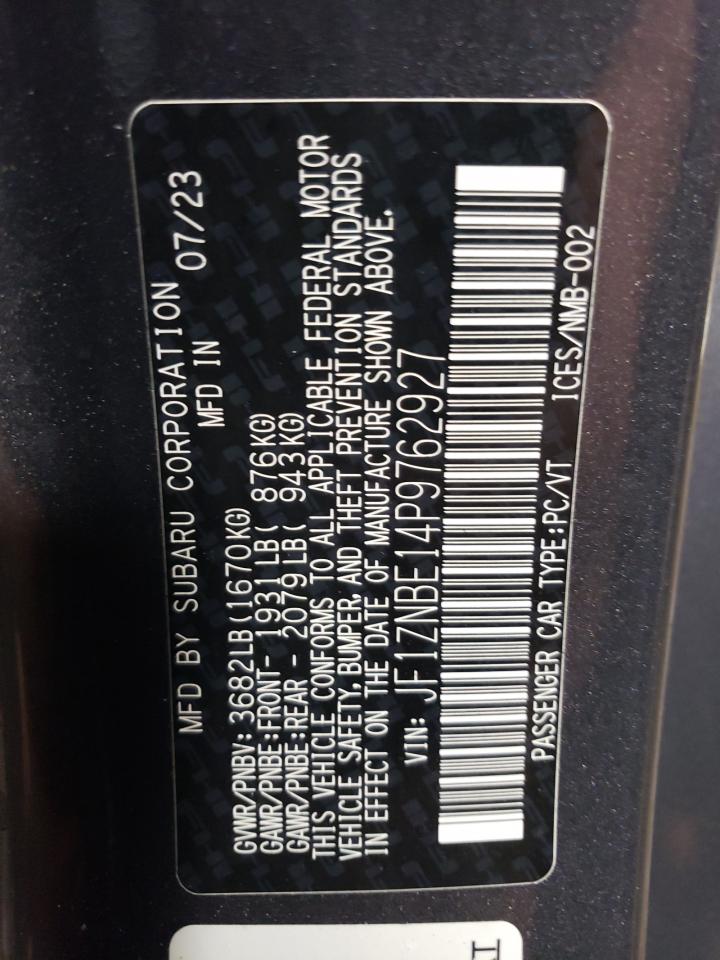 MFD BY SUBARU CORPORATION
MFD IN 07/23
GVWR/PNBV: 3682LB(1670KG)
GAWR/PNBE:FRONT- 1931LB( 876KG)
GAWR/PNBE:REAR - 2079LB( 943KG)
THIS VEHICLE CONFORMS TO ALL APPLICABLE FEDERAL MOTOR
VEHICLE SAFETY, BUMPER, AND THEFT PREVENTION STANDARDS
IN EFFECT ON THE DATE OF MANUFACTURE SHOWN ABOVE.
VIN: JF1ZNBE14P9762927
PASSENGER CAR TYPE:PC/VT ICES/NMB-002